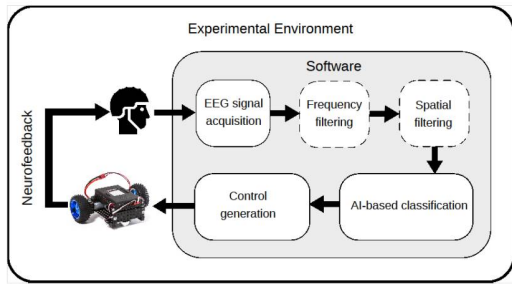 Experimental Environment
Software
EEG signal
acquisition
Frequency
filtering
Spatial
filtering
Neurofeedback
Control
generation
AI-based classification